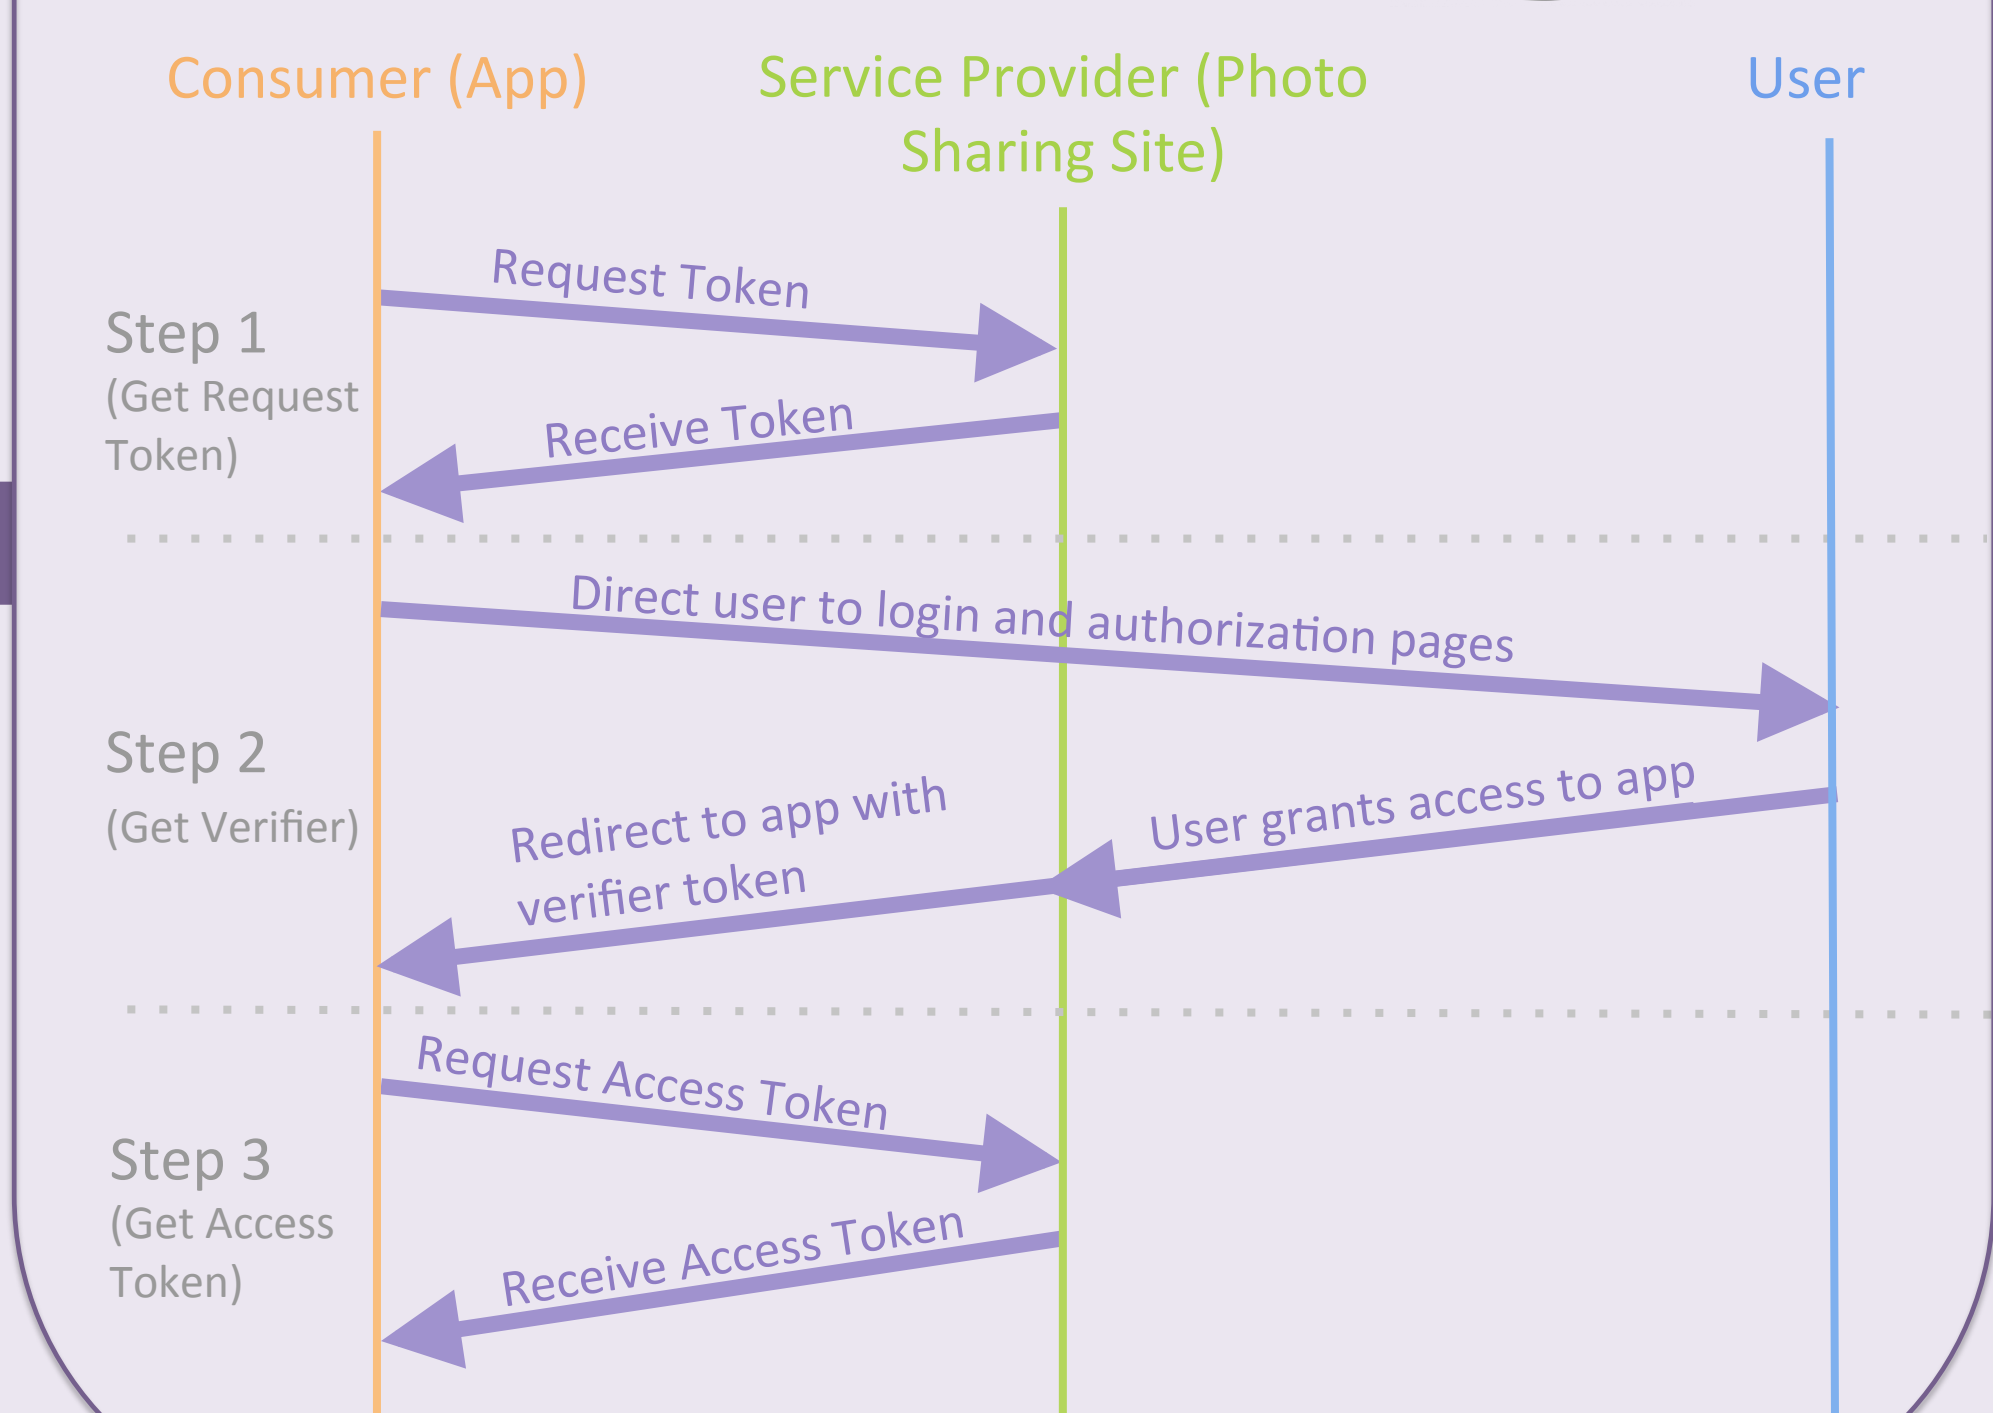 Consumer (App)
Service Provider (Photo
Sharing Site)
User
Step 1
(Get Request
Token)
Request Token
Receive Token
Step 2
(Get Verifier)
Direct user to login and authorization pages
User grants access to app
Redirect to app with
verifier token
Step 3
(Get Access
Token)
Request Access Token
Receive Access Token